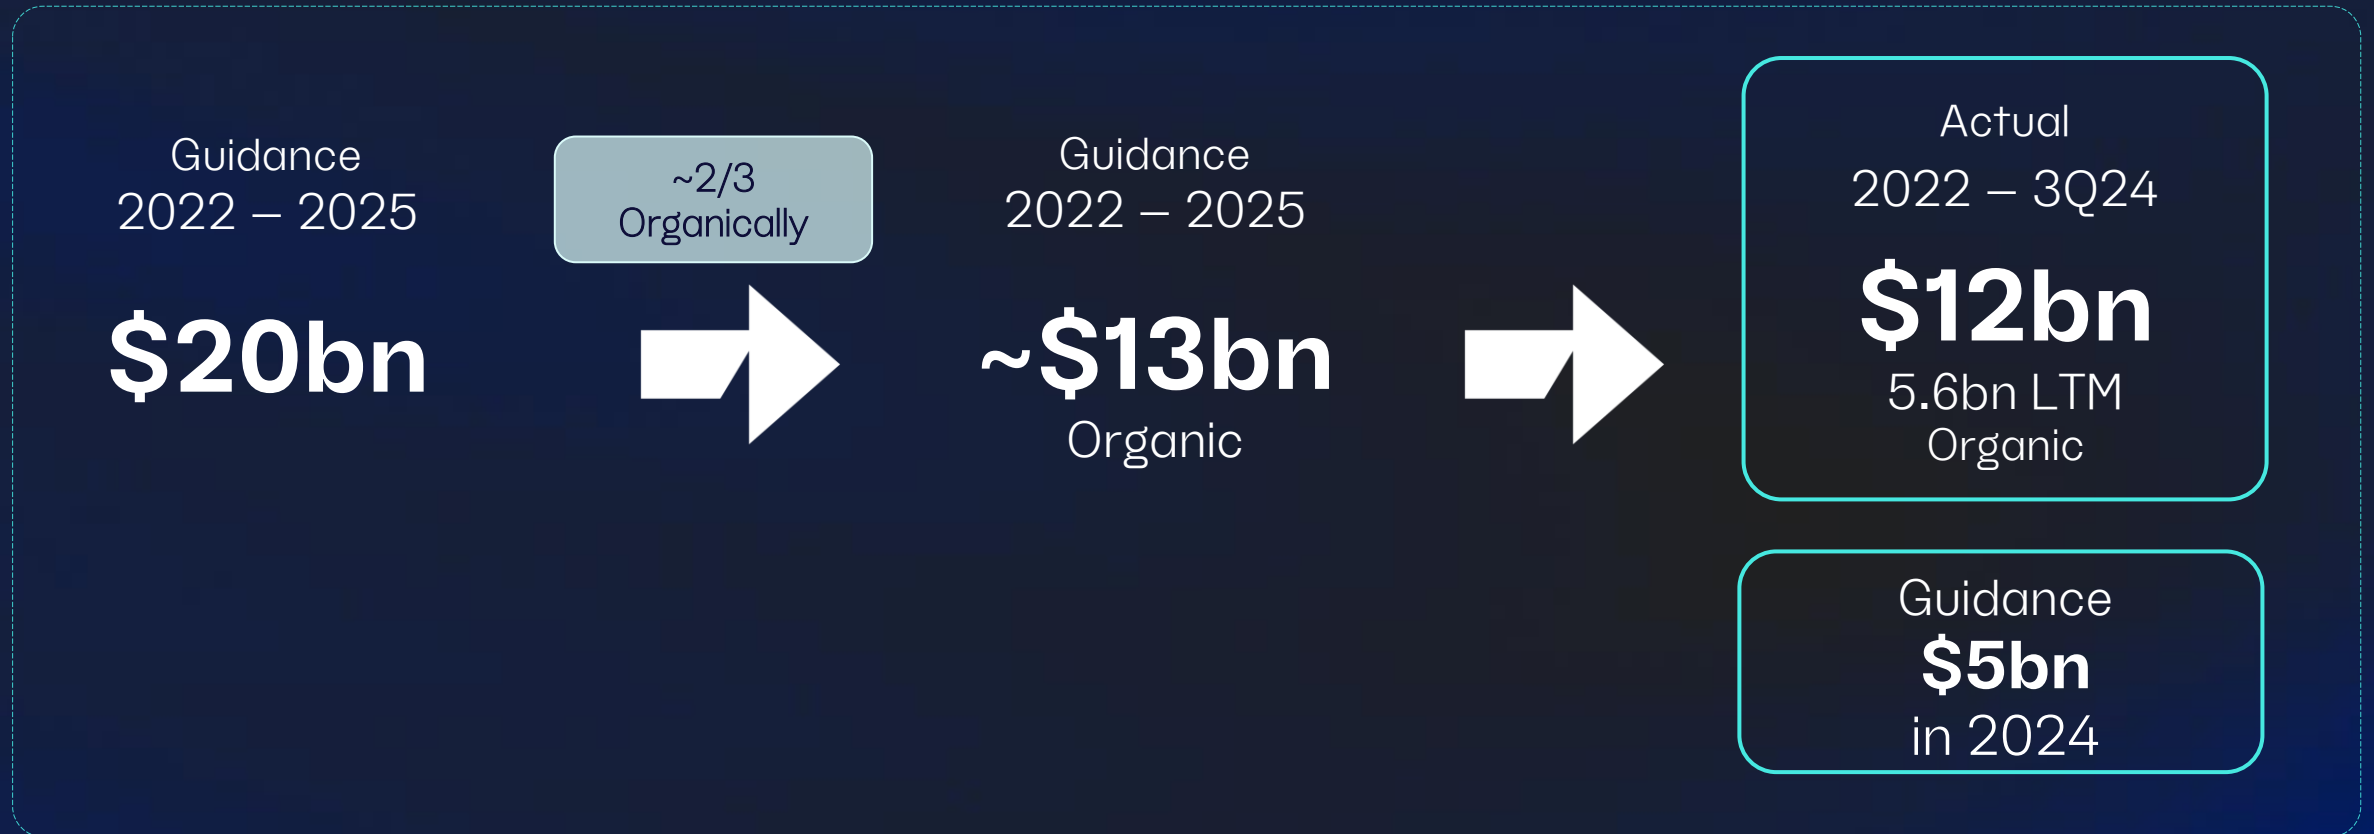 Guidance
2022 – 2025
$20bn
~2/3
Organically
Guidance
2022 – 2025
~$13bn
Organic
Actual
2022 – 3Q24
$12bn
5.6bn LTM
Organic
Guidance
$5bn
in 2024